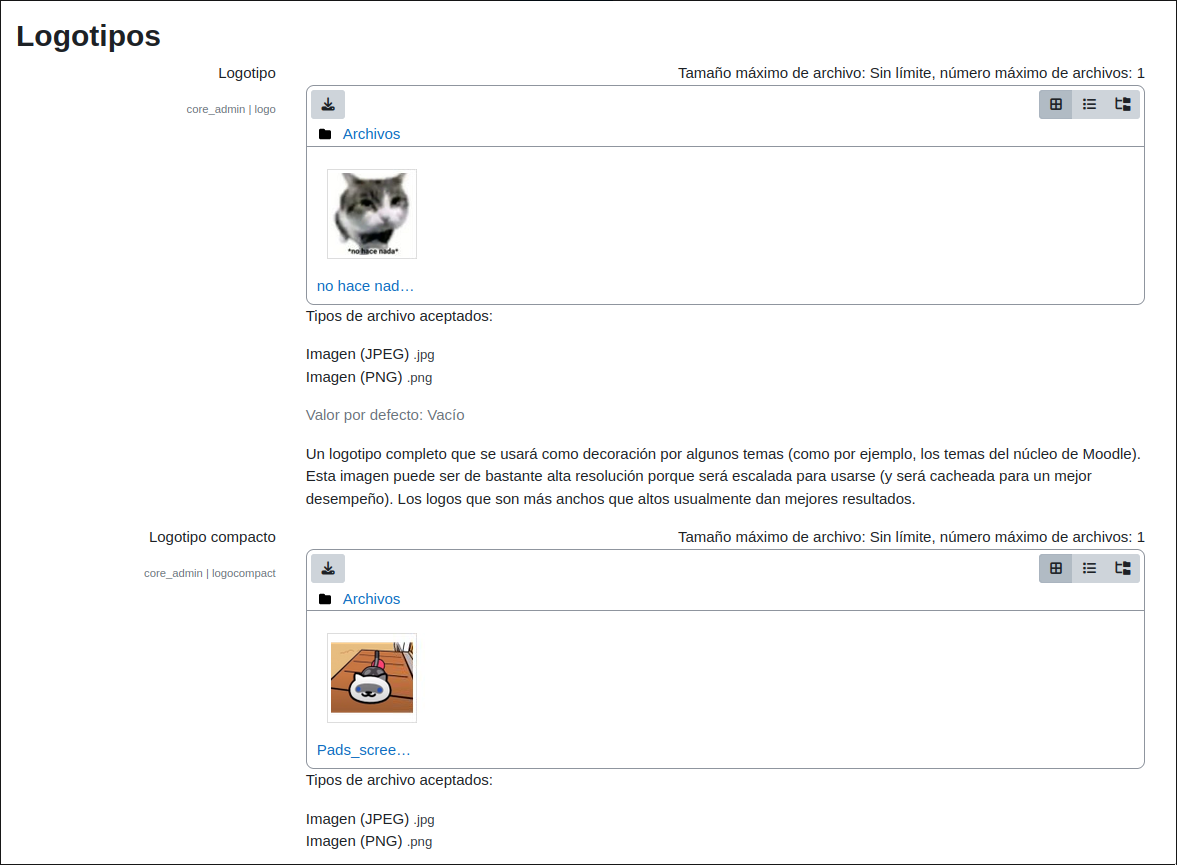 Logotipos
Logotipo
Tamaño máximo de archivo: Sin límite, número máximo de archivos: 1
core_admin | logo
Archivos
*no hace nada*
no hace nad…
Tipos de archivo aceptados:
Imagen (JPEG) .jpg
Imagen (PNG) .png
Valor por defecto: Vacío
Un logotipo completo que se usará como decoración por algunos temas (como por ejemplo, los temas del núcleo de Moodle).
Esta imagen puede ser de bastante alta resolución porque será escalada para usarse (y será cacheada para un mejor
desempeño). Los logos que son más anchos que altos usualmente dan mejores resultados.
Logotipo compacto
Tamaño máximo de archivo: Sin límite, número máximo de archivos: 1
core_admin | logocompact
Archivos
Pads_scree…
Tipos de archivo aceptados:
Imagen (JPEG) .jpg
Imagen (PNG) .png